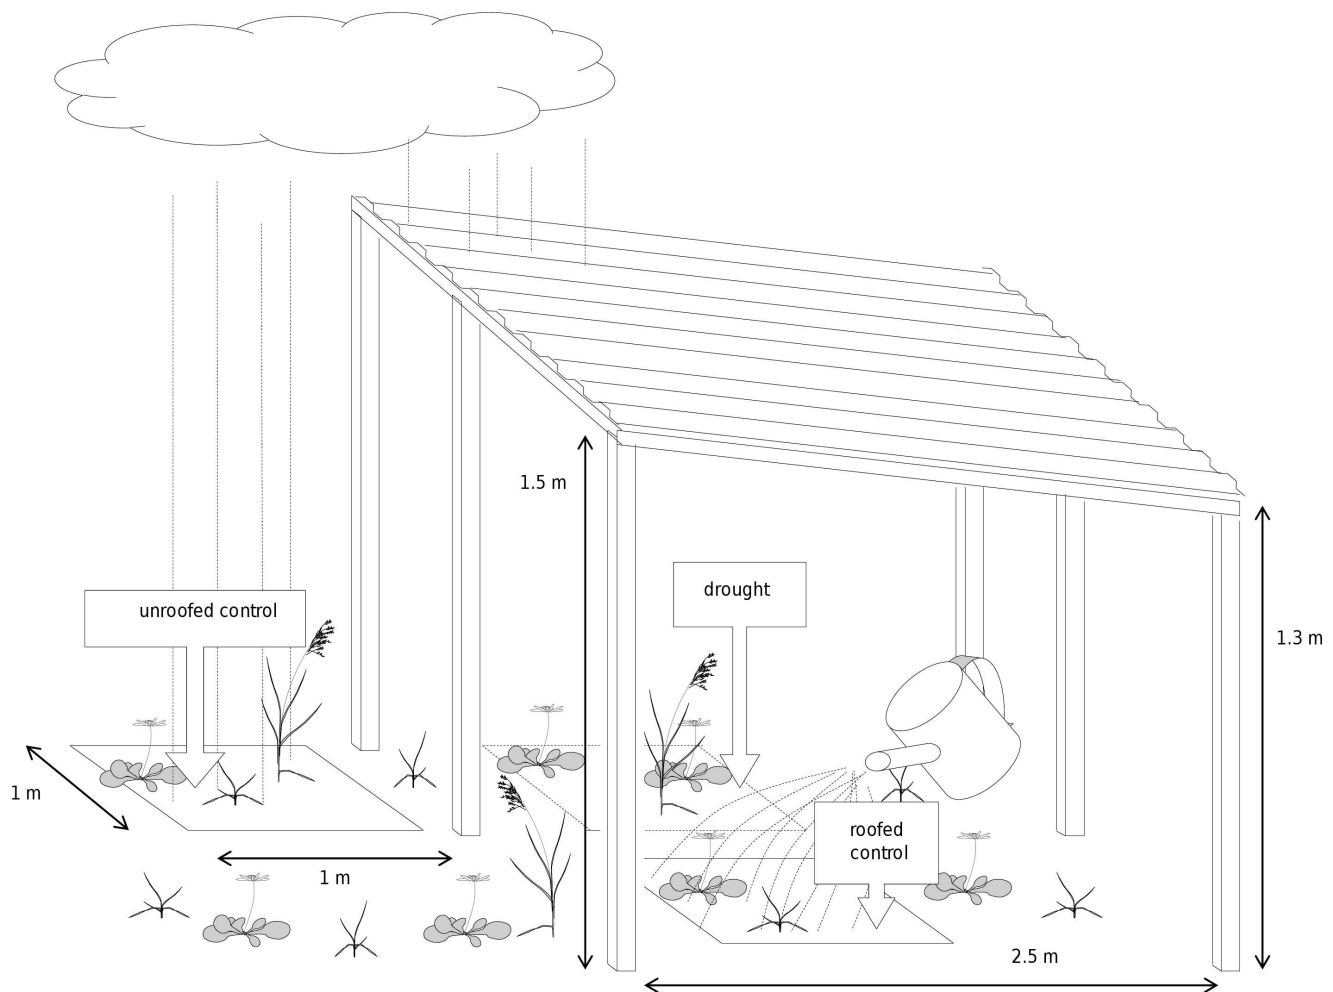 1.5 m
drought
unroofed control
1.3 m
1 m
roofed
control
1 m
2.5 m